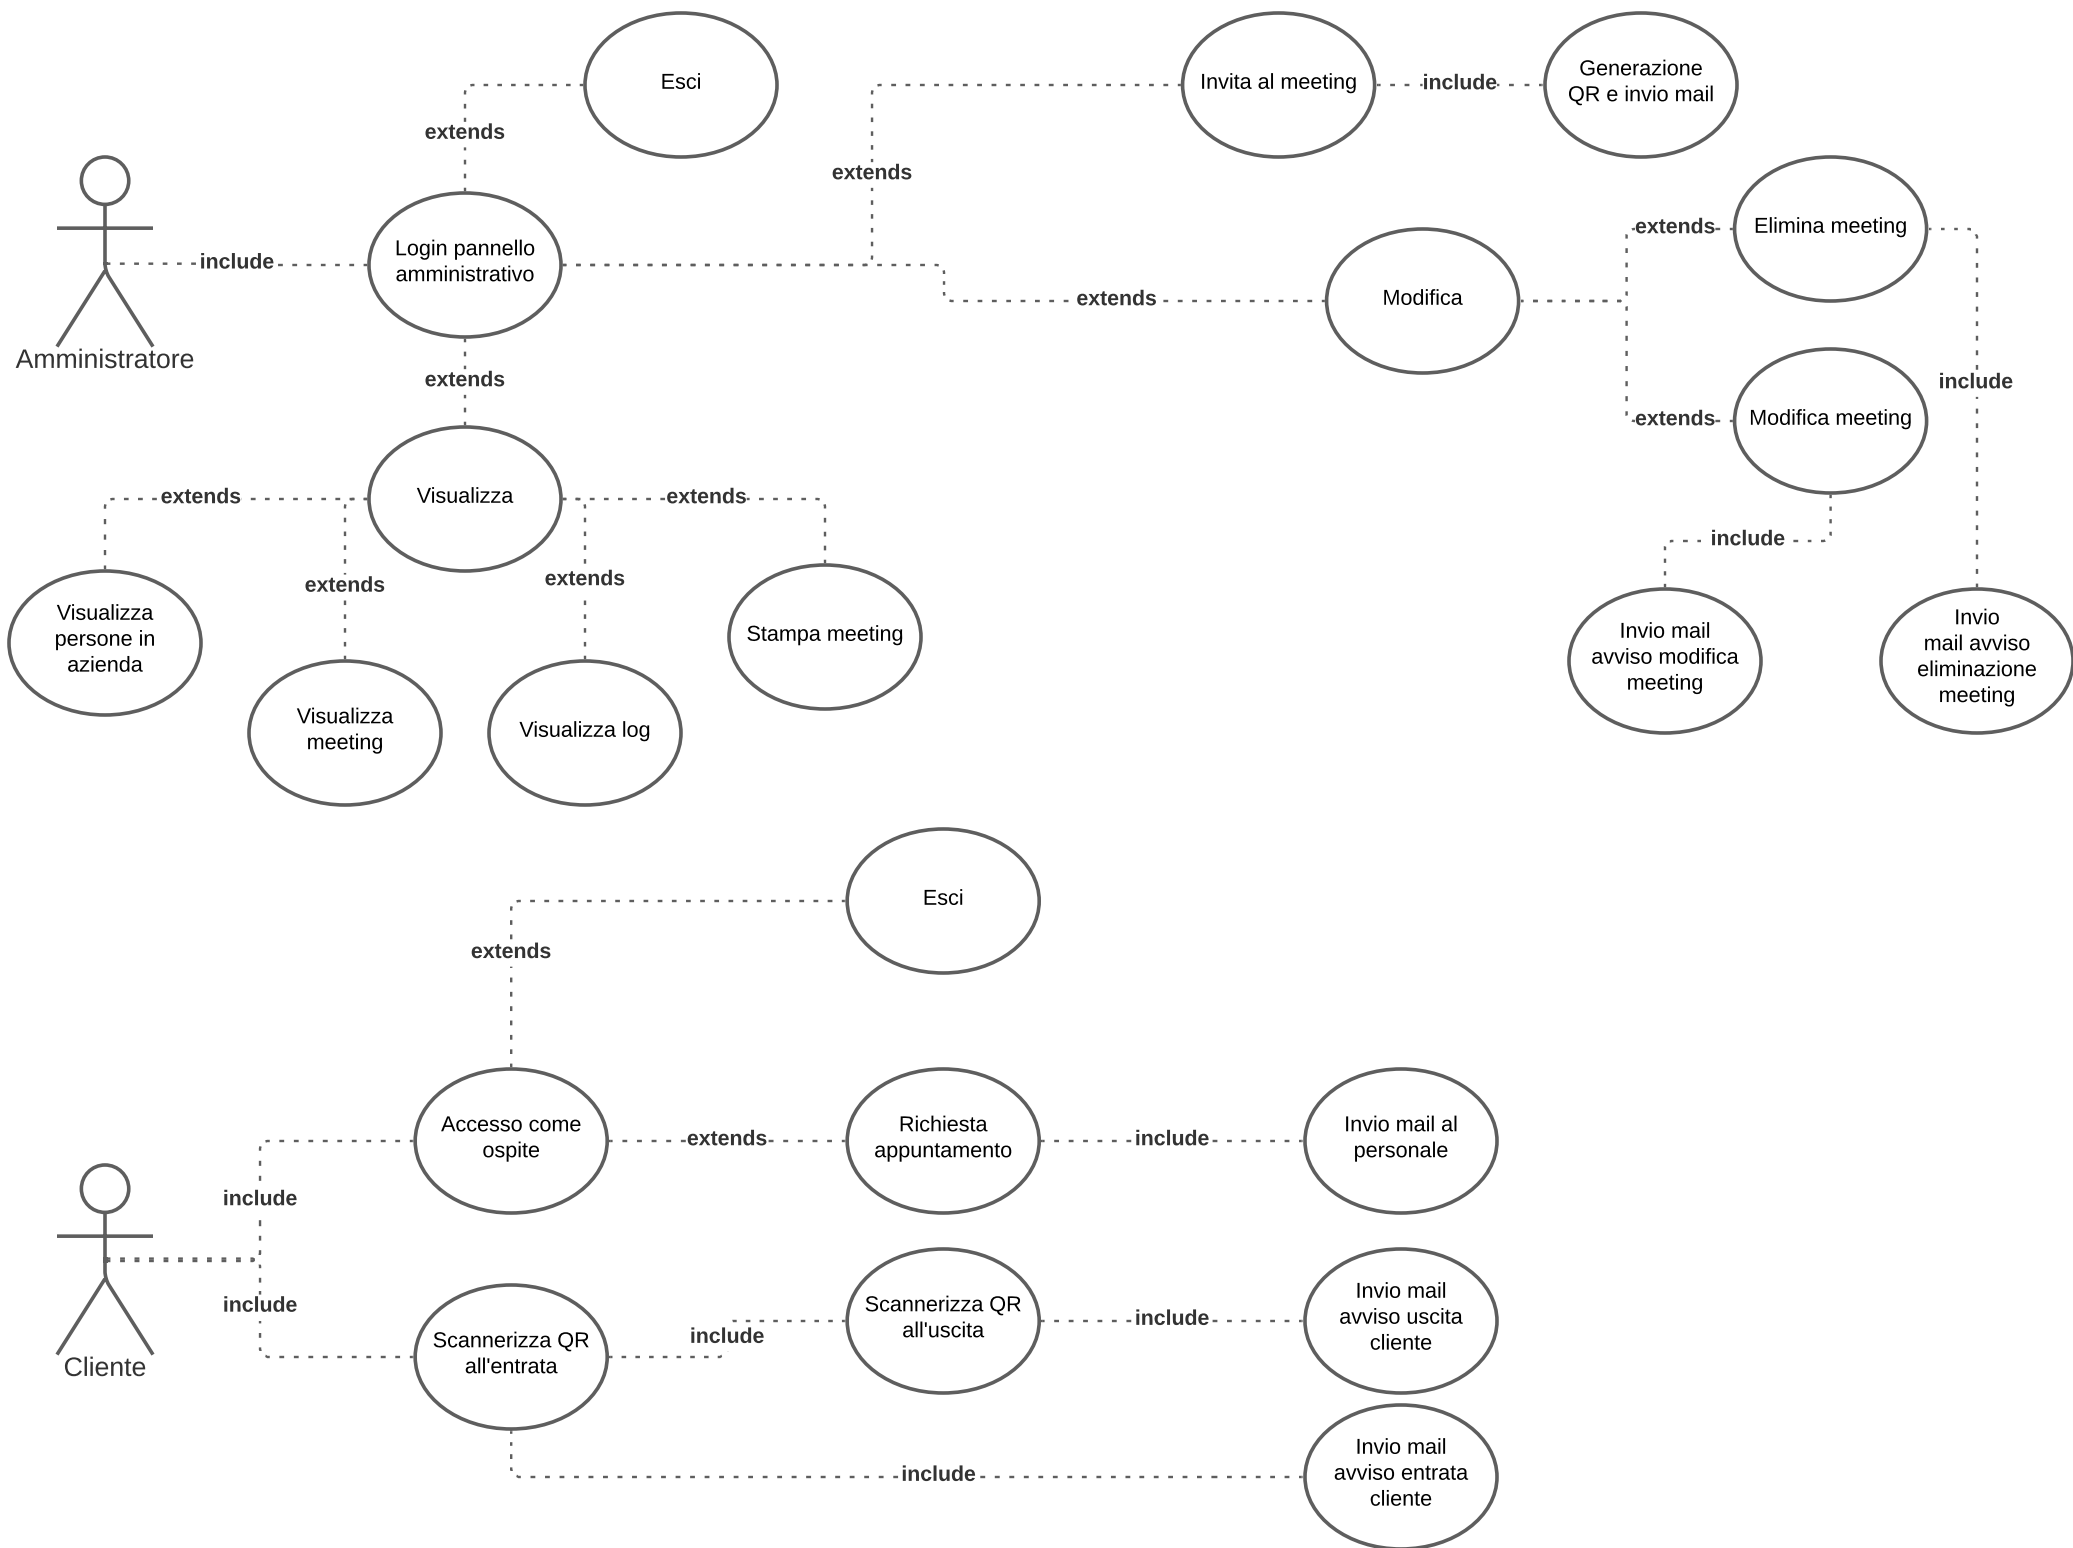 Esci
Invita al meeting
include
Generazione
QR e invio mail
extends
extends
Elimina meeting
extends
Login pannello
amministrativo
include
Modifica
extends
Amministratore
extends
include
extends
Modifica meeting
Visualizza
extends
extends
include
extends
extends
Visualizza
persone in
azienda
Stampa meeting
Invio mail
avviso modifica
meeting
Invio
mail avviso
eliminazione
meeting
Visualizza
meeting
Visualizza log
Esci
extends
Accesso come
ospite
extends
Richiesta
appuntamento
include
Invio mail al
personale
include
include
Scannerizza QR
all'uscita
include
Invio mail
avviso uscita
cliente
Scannerizza QR
all'entrata
include
Cliente
include
Invio mail
avviso entrata
cliente